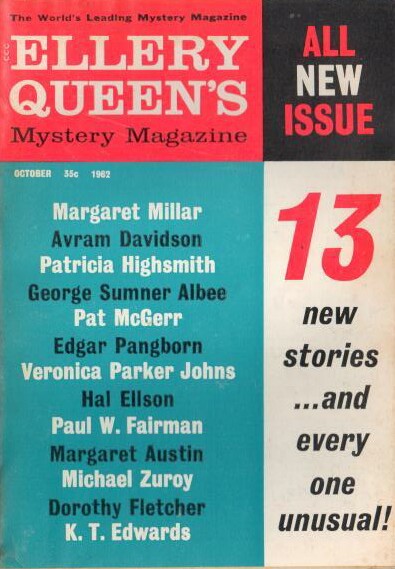 The World's Leading Mystery Magazine
ELLERY
QUEEN'S
Mystery Magazine
ALL
NEW
ISSUE
OCTOBER 35c 1962
Margaret Millar
Avram Davidson
Patricia Highsmith
George Sumner Albee
Pat McGerr
Edgar Pangborn
Veronica Parker Johns
Hal Ellson
Paul W. Fairman
Margaret Austin
Michael Zuroy
Dorothy Fletcher
K. T. Edwards
13
new
stories
...and
every
one
unusual!